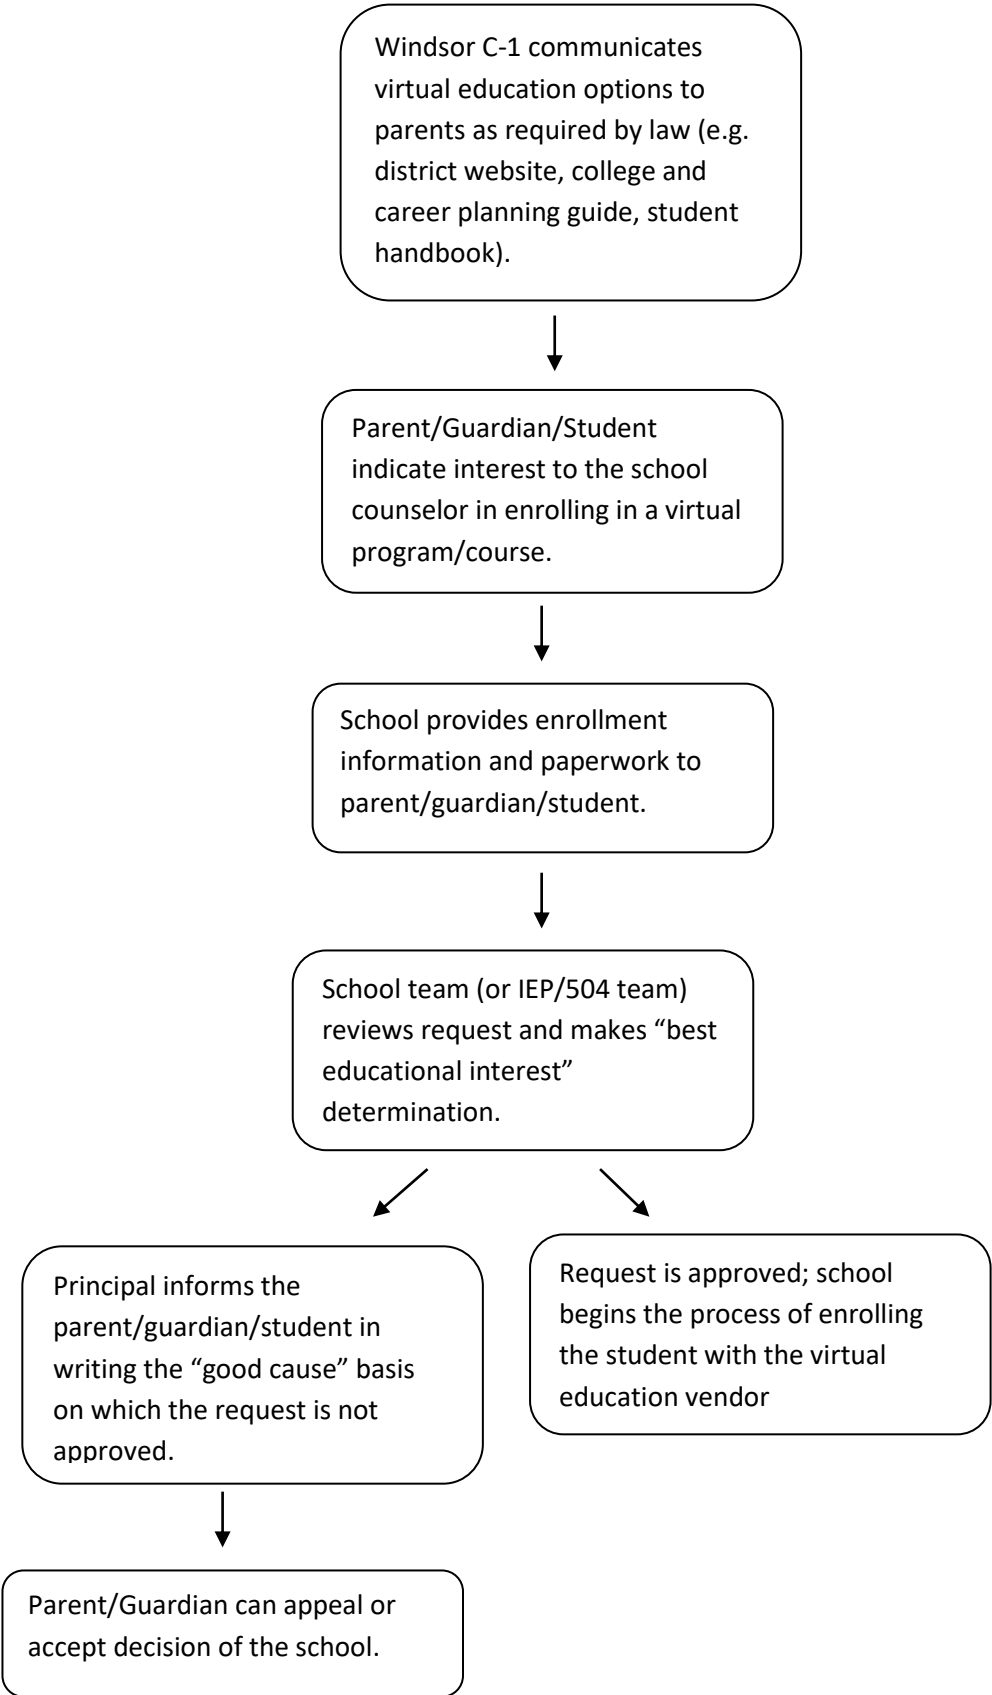 Windsor C-1 communicates
virtual education options to
parents as required by law (e.g.
district website, college and
career planning guide, student
handbook).
Parent/Guardian/Student
indicate interest to the school
counselor in enrolling in a virtual
program/course.
School provides enrollment
information and paperwork to
parent/guardian/student.
School team (or IEP/504 team)
reviews request and makes “best
educational interest”
determination.
Principal informs the
parent/guardian/student in
writing the “good cause” basis
on which the request is not
approved.
Request is approved; school
begins the process of enrolling
the student with the virtual
education vendor
Parent/Guardian can appeal or
accept decision of the school.